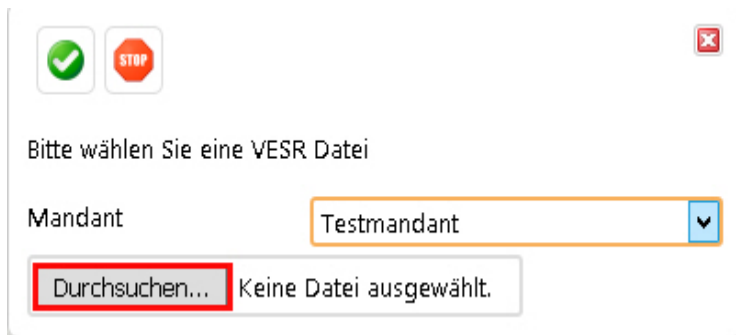 STOP
Bitte wählen Sie eine VESR Datei
Mandant Testmandant
Durchsuchen... Keine Datei ausgewählt.